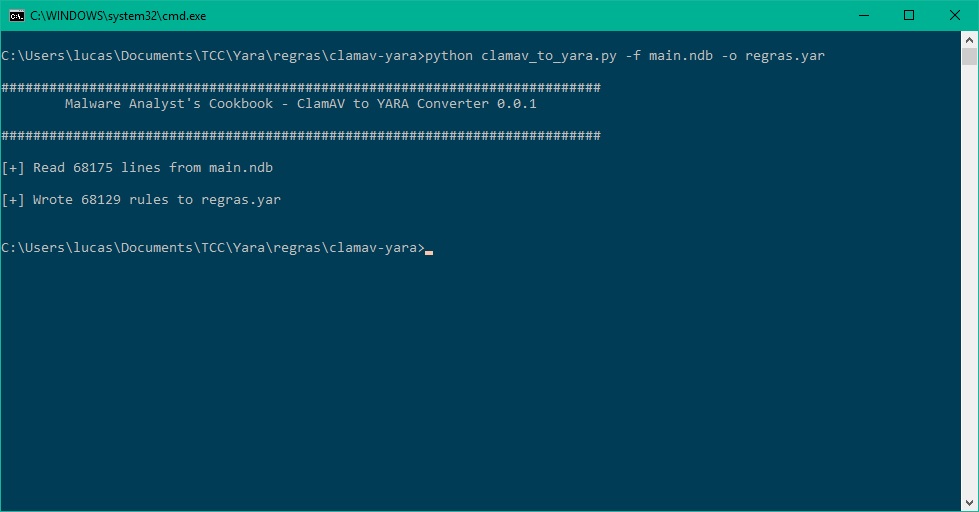 C:\WINDOWS\system32\cmd.exe
C:\Users\lucas\Documents\TCC\Yara\regras\clamav-yara>python clamav_to_yara.py -f main.ndb -o regras.yar
###########################################################################
Malware Analyst's Cookbook - ClamAV to YARA Converter 0.0.1
###########################################################################
[+] Read 68175 lines from main.ndb
[+] Wrote 68129 rules to regras.yar
C:\Users\lucas\Documents\TCC\Yara\regras\clamav-yara>